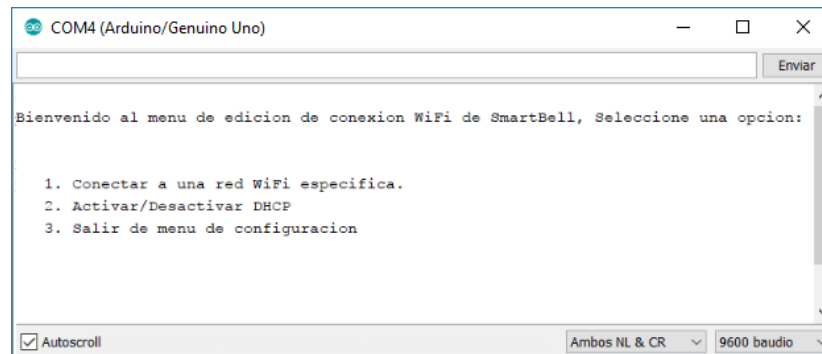 COM4 (Arduino/Genuino Uno)
Enviar
Bienvenido al menu de edicion de conexion WiFi de SmartBell, Seleccione una opcion:
1. Conectar a una red WiFi especifica.
2. Activar/Desactivar DHCP
3. Salir de menu de configuracion
Autoscroll
Ambos NL & CR
9600 baudio